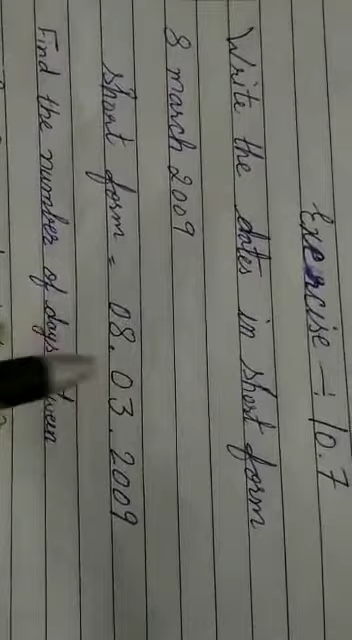 Exercise - 10.7
Write the dates in short form
8 march 2009
Short form = 08.03.2009
Find the number of days